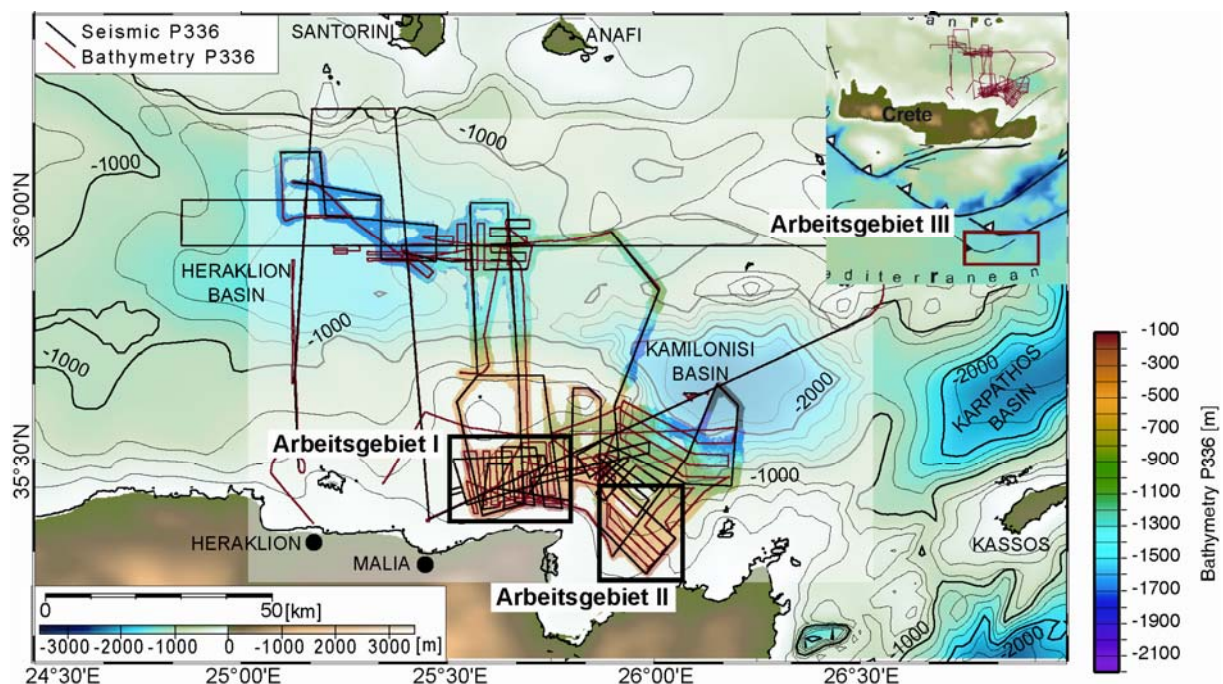 Seismic P336
Bathymetry P336
SANTORINI
ANAFI
a n i c
Crete
Arbeitsgebiet III
editerranean
-1000
-1000
HERAKLION
BASIN
-1000
-1000
KAMILONISI
BASIN
-2000
-2000
KARPATHOS
BASIN
Arbeitsgebiet I
-1000
HERAKLION
MALIA
KASSOS
Arbeitsgebiet II
-1000
-2000
0 50 [km]
-3000 -2000 -1000 0 -1000 2000 3000 [m]
36°00'N
35°30'N
24°30'E 25°00'E 25°30'E 26°00'E 26°30'E
-100
-300
-500
-700
-900
-1100
-1300
-1500
-1700
-1900
-2100
Bathymetry P336 [m]